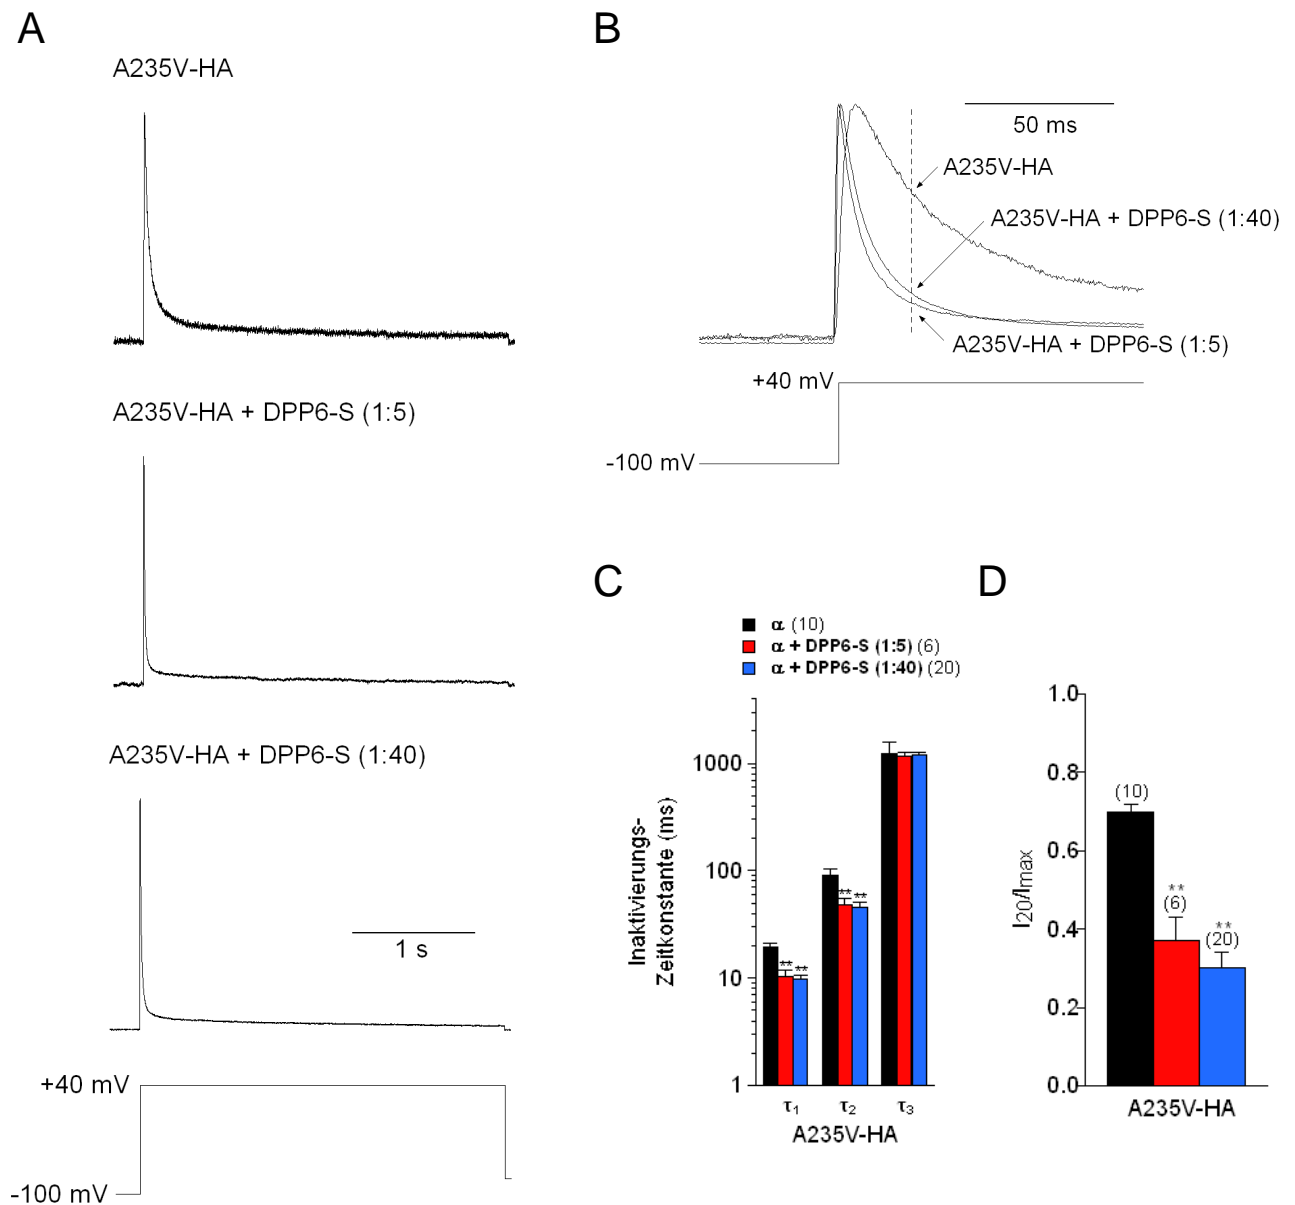 A
A235V-HA
A235V-HA + DPP6-S (1:5)
A235V-HA + DPP6-S (1:40)
1 s
+40 mV
-100 mV
B
50 ms
A235V-HA
A235V-HA + DPP6-S (1:40)
A235V-HA + DPP6-S (1:5)
+40 mV
-100 mV
C
α (10)
α + DPP6-S (1:5) (6)
α + DPP6-S (1:40) (20)
Inaktivierungs-
Zeitkonstante (ms)
1000
100
10
1
** **
** **
τ1 τ2 τ3
A235V-HA
D
I20/Imax
1.0
0.8
0.6
0.4
0.2
0.0
(10)
**
(6)
**
(20)
A235V-HA